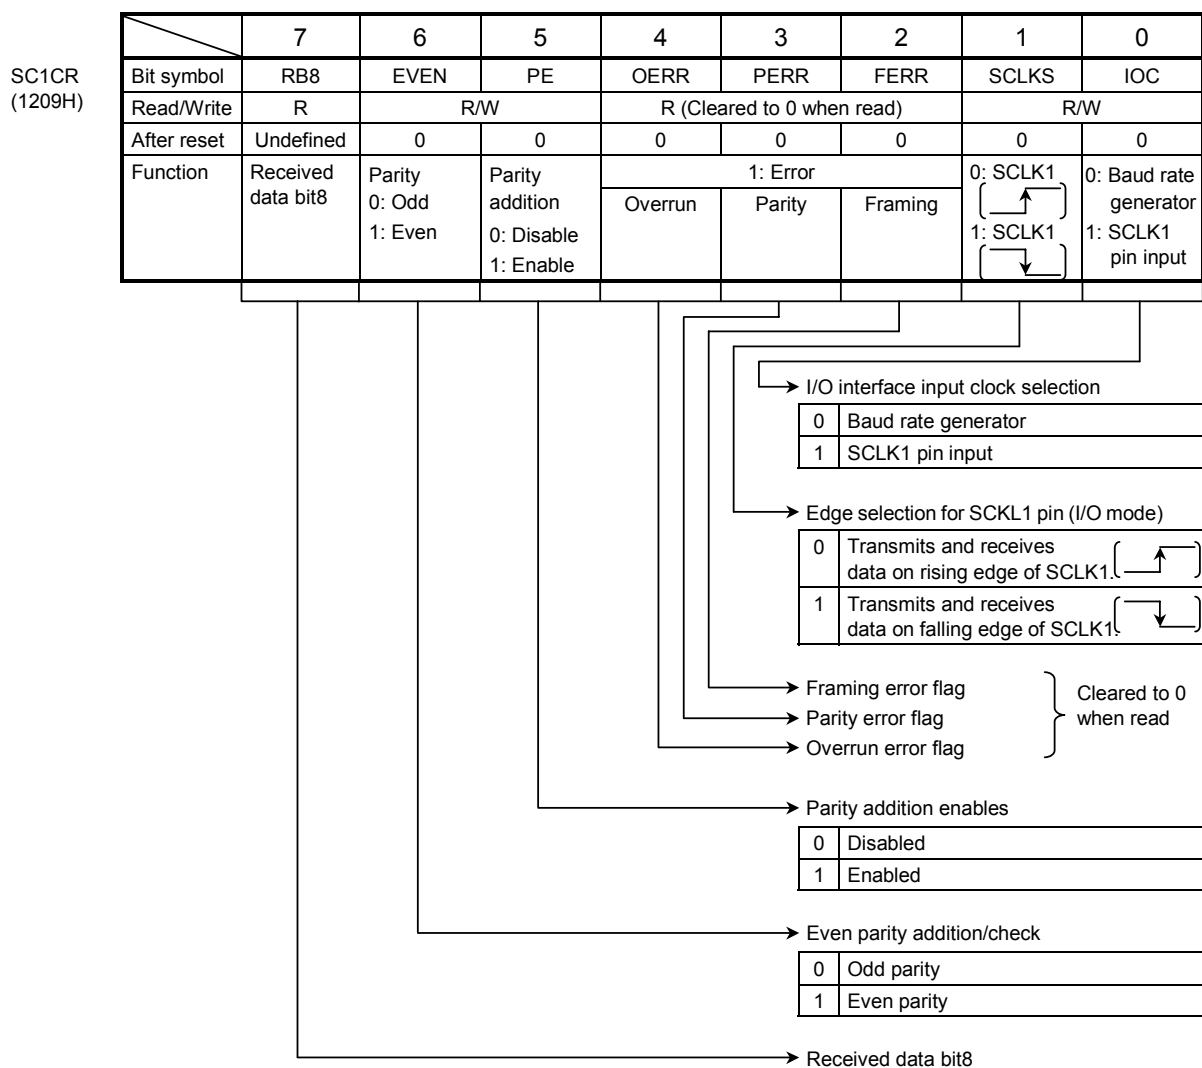 7 6 5 4 3 2 1 0
SC1CR
(1209H)
Bit symbol RB8 EVEN PE OERR PERR FERR SCLKS IOC
Read/Write R R/W R (Cleared to 0 when read) R/W
After reset Undefined 0 0 0 0 0 0 0
Function
Received
data bit8
Parity
0: Odd
1: Even
Parity
addition
0: Disable
1: Enable
1: Error
Overrun Parity Framing
0: SCLK1
1: SCLK1
0: Baud rate
generator
1: SCLK1
pin input
I/O interface input clock selection
0 Baud rate generator
1 SCLK1 pin input
Edge selection for SCKL1 pin (I/O mode)
0 Transmits and receives
data on rising edge of SCLK1.
1 Transmits and receives
data on falling edge of SCLK1.
Framing error flag
Parity error flag
Overrun error flag
Cleared to 0
when read
Parity addition enables
0 Disabled
1 Enabled
Even parity addition/check
0 Odd parity
1 Even parity
Received data bit8